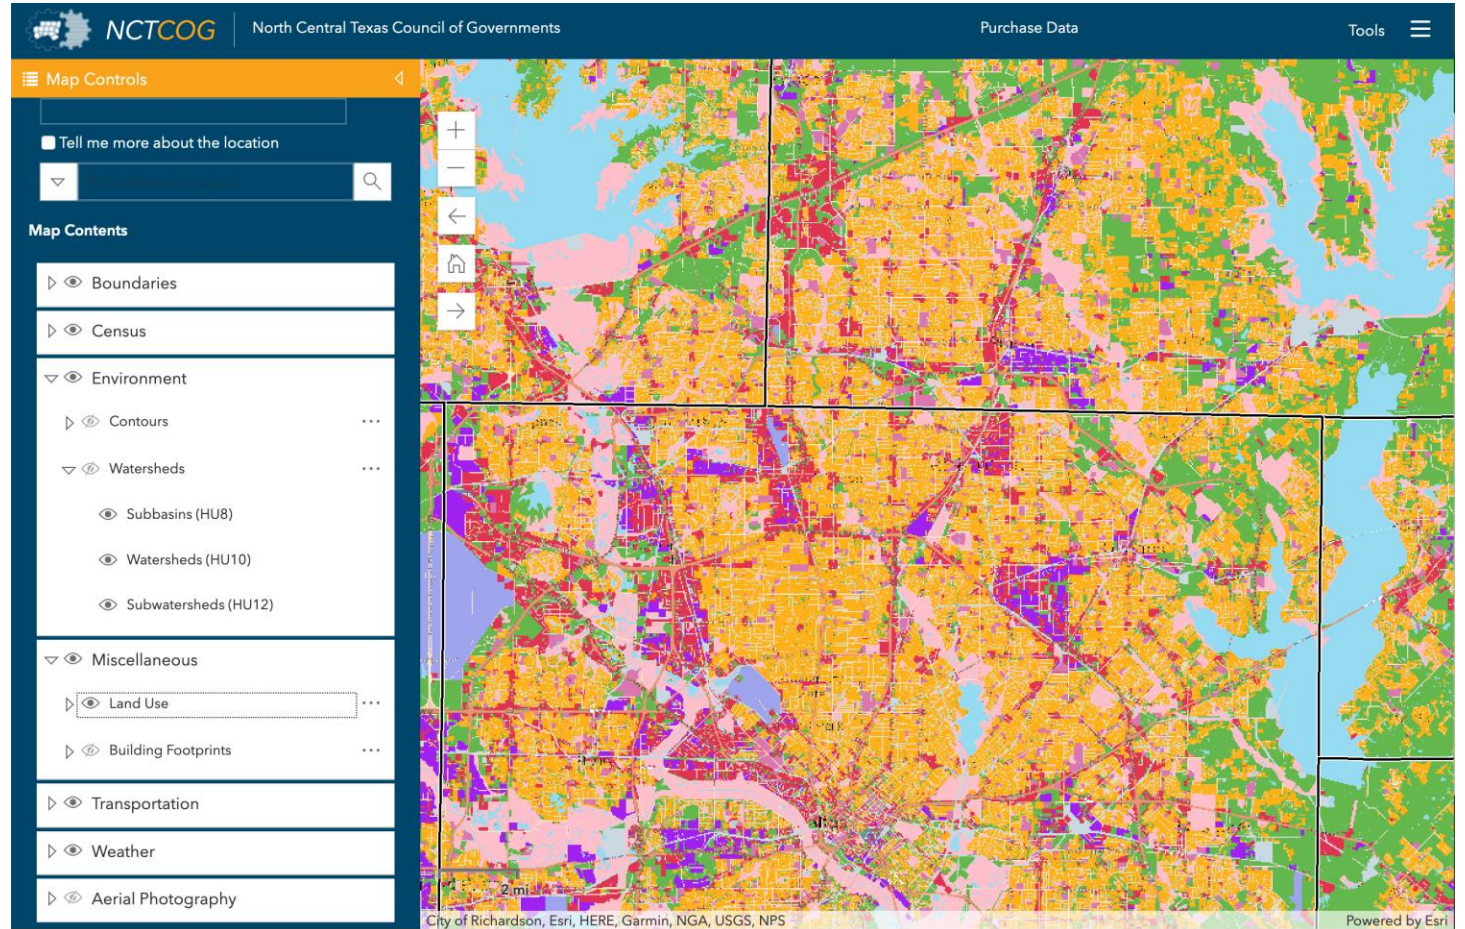 NCTCOG
North Central Texas Council of Governments
Purchase Data
Tools
Map Controls
Tell me more about the location
Map Contents
Boundaries
Census
Environment
Contours
Watersheds
Subbasins (HU8)
Watersheds (HU10)
Subwatersheds (HU12)
Miscellaneous
Land Use
Building Footprints
Transportation
Weather
Aerial Photography
2 mi
City of Richardson, Esri, HERE, Garmin, NGA, USGS, NPS
Powered by Esri